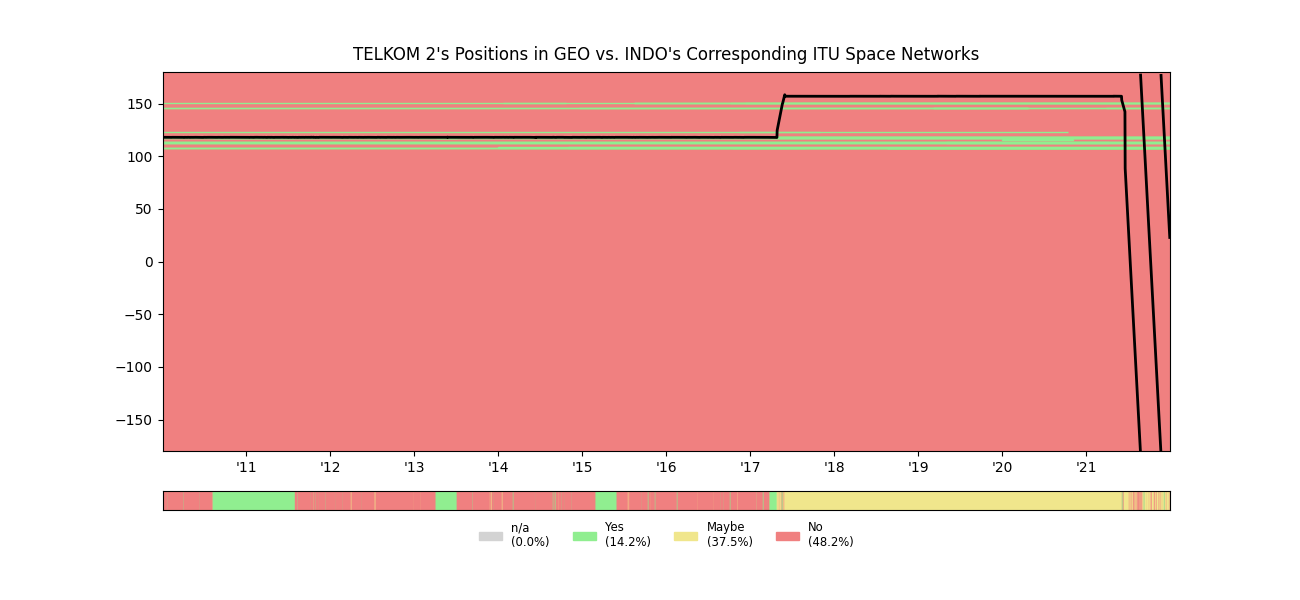 TELKOM 2's Positions in GEO vs. INDO's Corresponding ITU Space Networks
150
100
50
0
−50
−100
−150
'11 '12 '13 '14 '15 '16 '17 '18 '19 '20 '21
n/a Yes Maybe No
(0.0%) (14.2%) (37.5%) (48.2%)